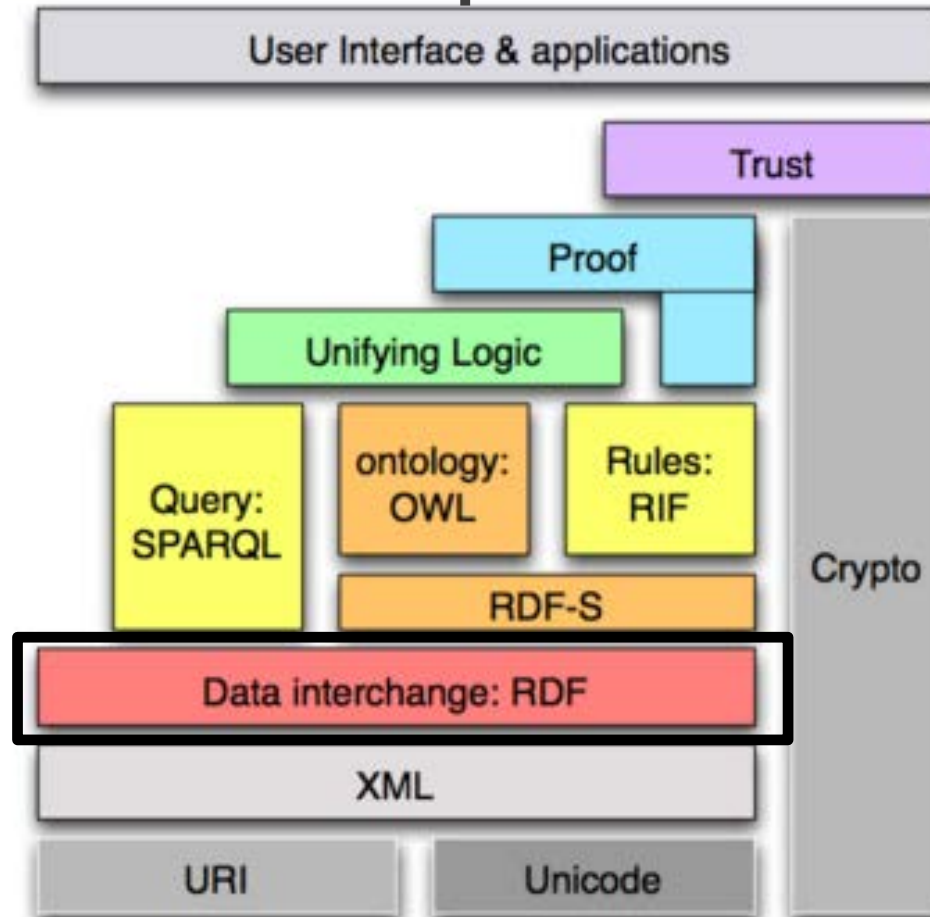 User Interface & applications
Trust
Proof
Unifying Logic
Query:
SPARQL
ontology:
OWL
Rules:
RIF
Crypto
RDF-S
Data interchange: RDF
XML
URI
Unicode